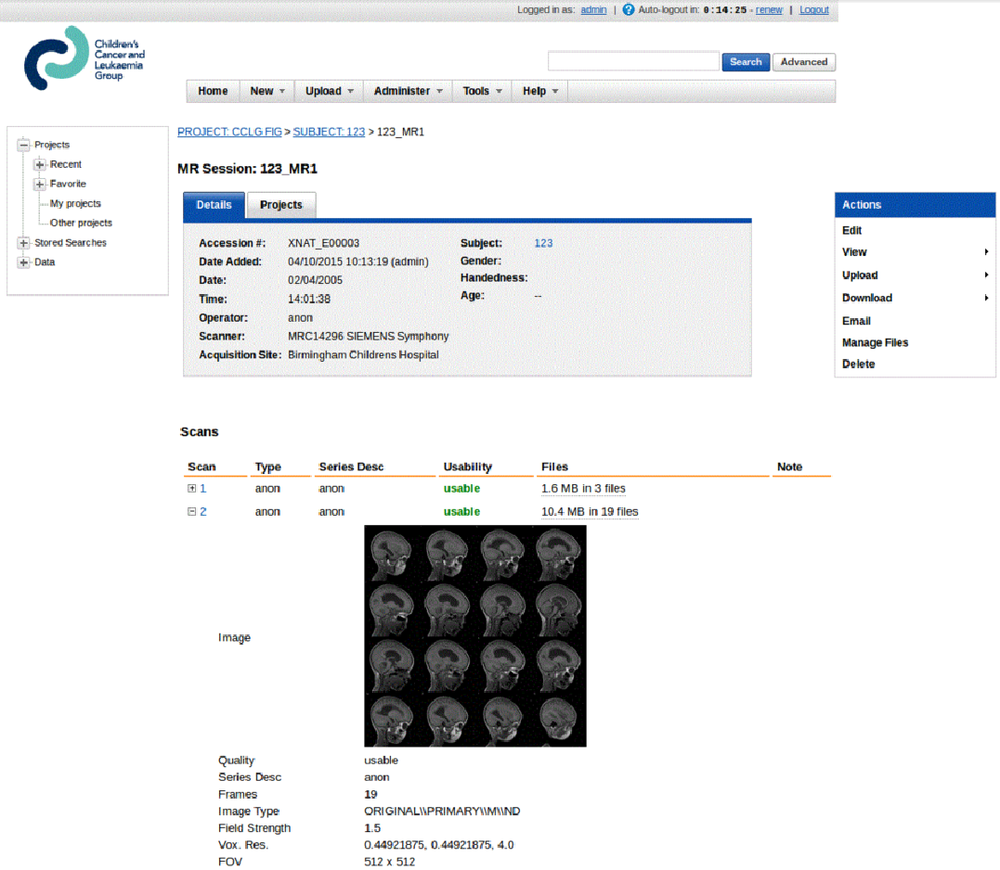 Logged in as: admin | ? Auto-logout in: 0:14:25 - renew | Logout
Children's
Cancer and
Leukaemia
Group
Search Advanced
Home New Upload Administer Tools Help
PROJECT: CCLG FIG > SUBJECT: 123 > 123_MR1
Projects
Recent
Favorite
My projects
Other projects
Stored Searches
Data
MR Session: 123_MR1
Details Projects
Accession #: XNAT_E00003
Date Added: 04/10/2015 10:13:19 (admin)
Date: 02/04/2005
Time: 14:01:38
Operator: anon
Scanner: MRC14296 SIEMENS Symphony
Acquisition Site: Birmingham Childrens Hospital
Subject: 123
Gender:
Handedness:
Age: --
Actions
Edit
View
Upload
Download
Email
Manage Files
Delete
Scans
Scan Type Series Desc Usability Files Note
1 anon anon usable 1.6 MB in 3 files
2 anon anon usable 10.4 MB in 19 files
Image
Quality usable
Series Desc anon
Frames 19
Image Type ORIGINAL\\PRIMARY\\M\\ND
Field Strength 1.5
Vox. Res. 0.44921875, 0.44921875, 4.0
FOV 512 x 512